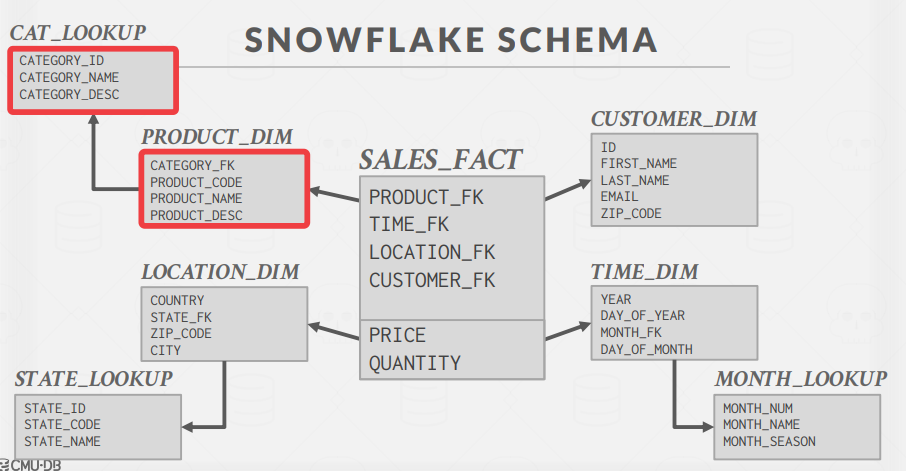 SNOWFLAKE SCHEMA
CAT_LOOKUP
CATEGORY_ID
CATEGORY_NAME
CATEGORY_DESC
PRODUCT_DIM
CATEGORY_FK
PRODUCT_CODE
PRODUCT_NAME
PRODUCT_DESC
SALES_FACT
PRODUCT_FK
TIME_FK
LOCATION_FK
CUSTOMER_FK
PRICE
QUANTITY
CUSTOMER_DIM
ID
FIRST_NAME
LAST_NAME
EMAIL
ZIP_CODE
LOCATION_DIM
COUNTRY
STATE_FK
ZIP_CODE
CITY
TIME_DIM
YEAR
DAY_OF_YEAR
MONTH_FK
DAY_OF_MONTH
STATE_LOOKUP
STATE_ID
STATE_CODE
STATE_NAME
MONTH_LOOKUP
MONTH_NUM
MONTH_NAME
MONTH_SEASON
CMU·DB